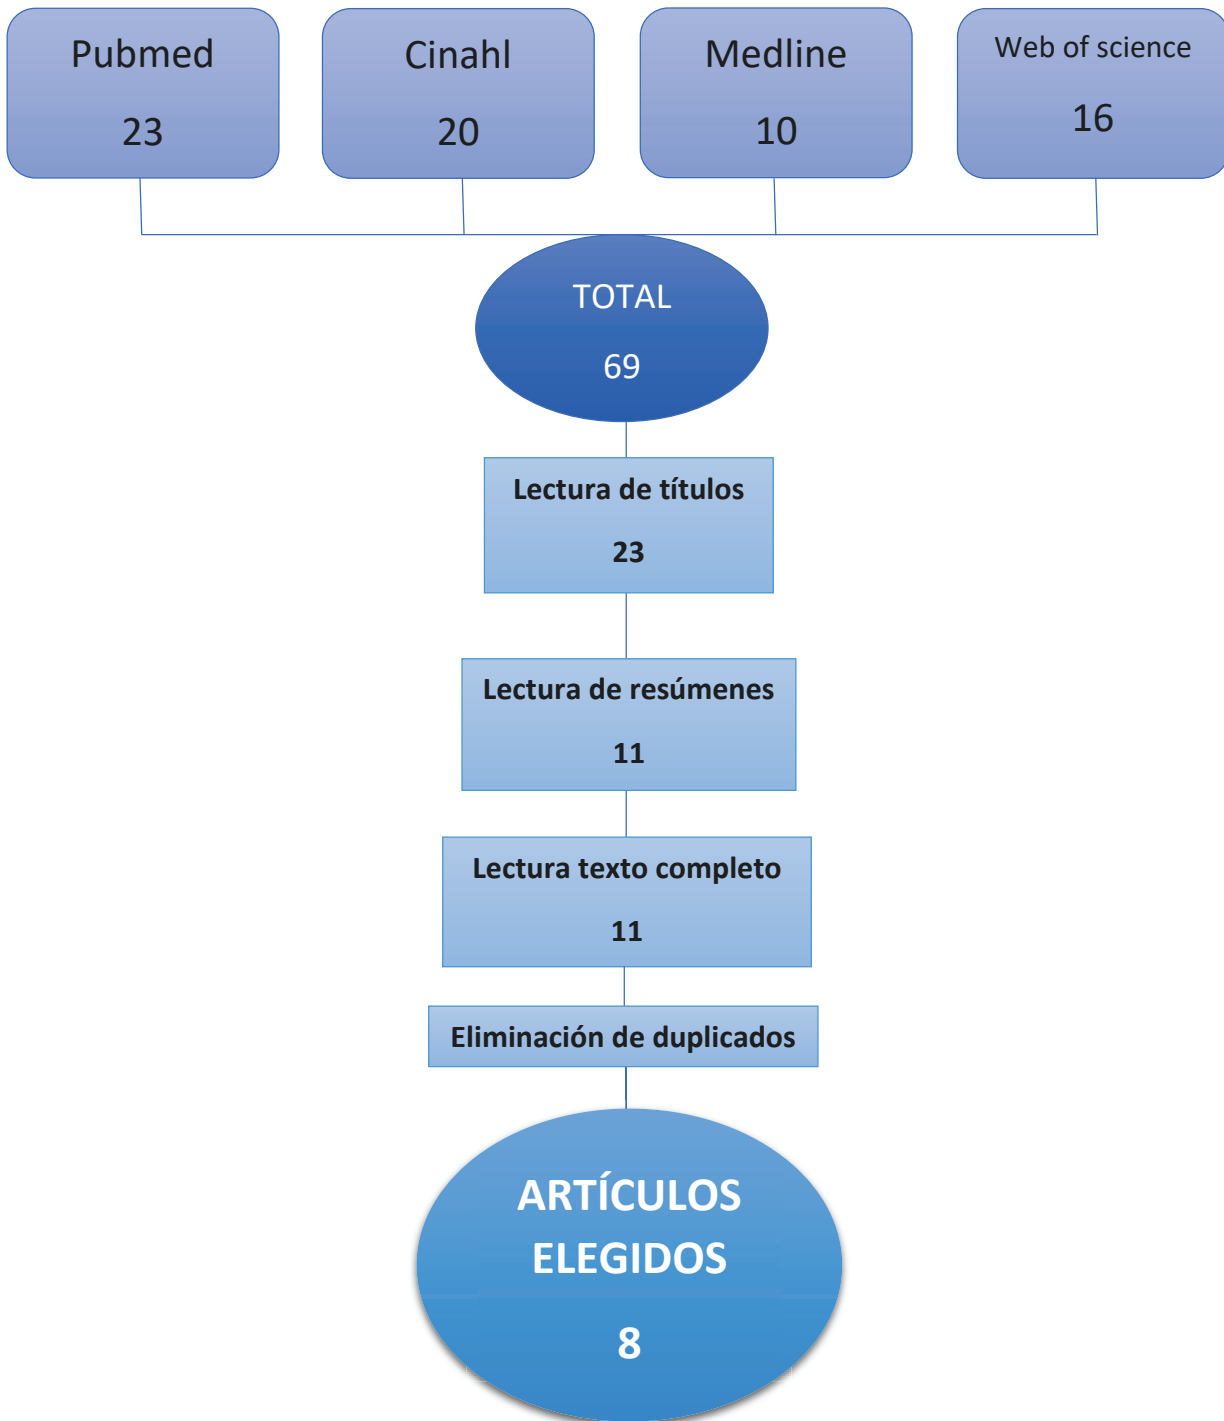 Pubmed
23
Cinahl
20
Medline
10
Web of science
16
TOTAL
69
Lectura de títulos
23
Lectura de resúmenes
11
Lectura texto completo
11
Eliminación de duplicados
ARTÍCULOS
ELEGIDOS
8